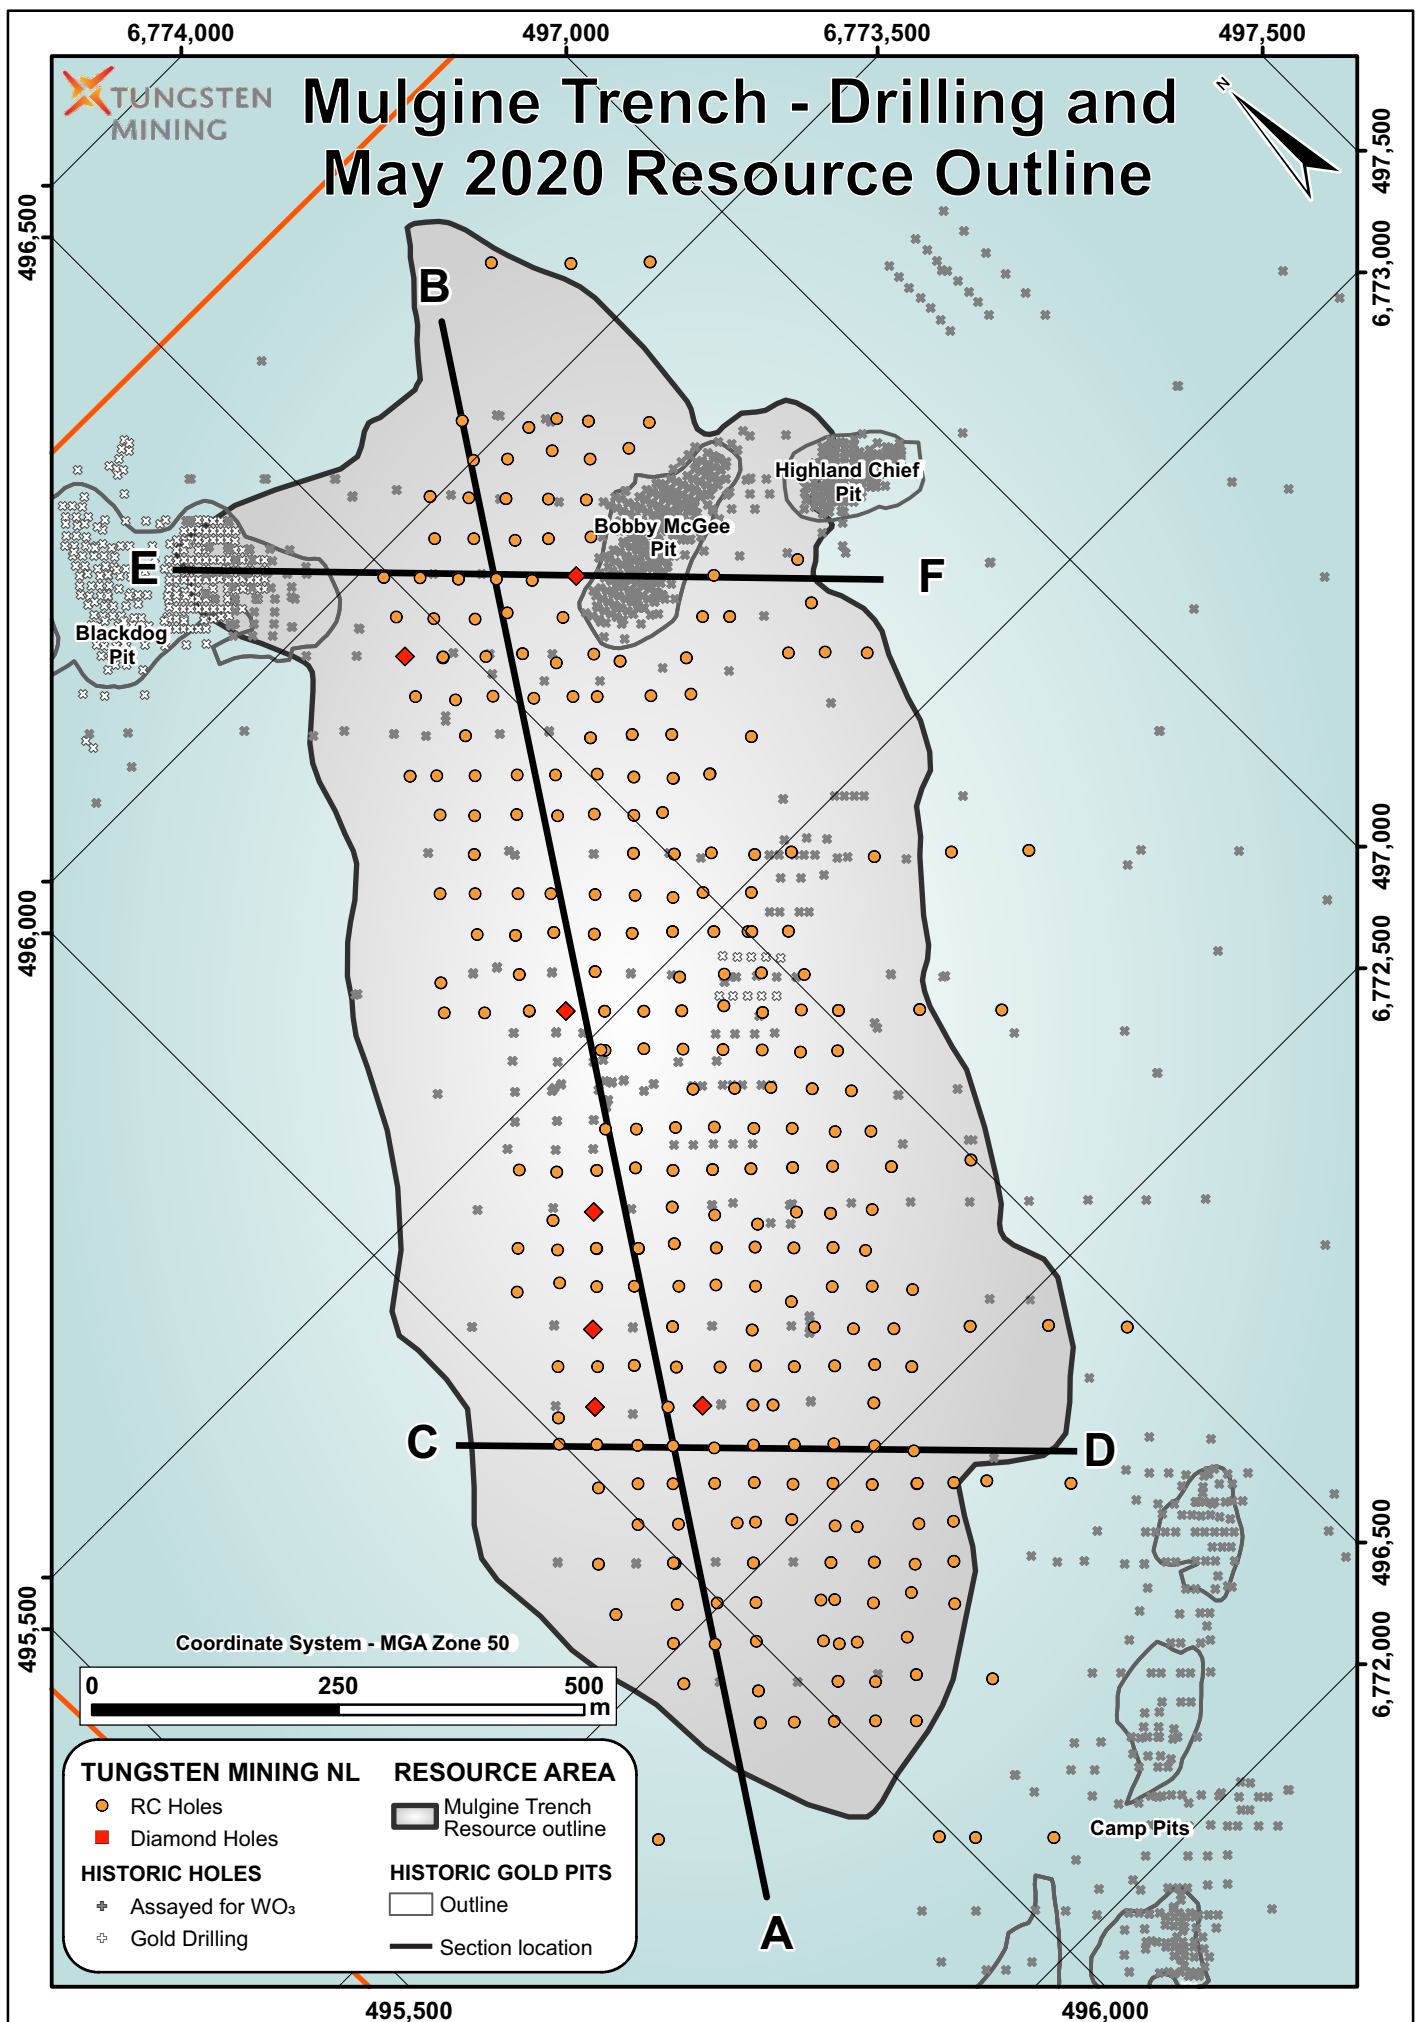 6,774,000
497,000
6,773,500
497,500
TUNGSTEN
MINING
Mulgine Trench - Drilling and
May 2020 Resource Outline
N
497,500
496,500
6,773,000
B
Highland Chief
Pit
Bobby McGee
Pit
E
F
Blackdog
Pit
497,000
496,000
6,772,500
C
D
496,500
495,500
6,772,000
Coordinate System - MGA Zone 50
0 250 500
m
TUNGSTEN MINING NL
RC Holes
Diamond Holes
HISTORIC HOLES
Assayed for WO₃
Gold Drilling
RESOURCE AREA
Mulgine Trench
Resource outline
HISTORIC GOLD PITS
Outline
Section location
Camp Pits
A
495,500
496,000